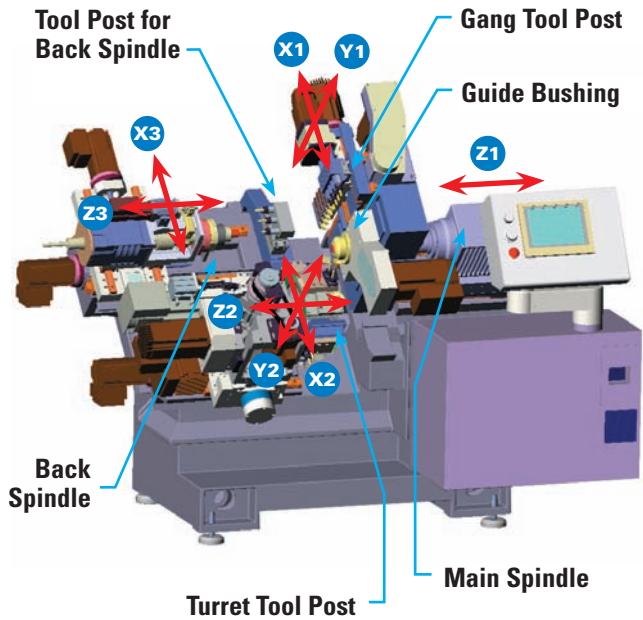 Tool Post for
Back Spindle
X1
Y1
Gang Tool Post
Guide Bushing
X3
Z1
Z3
Z2
Y2
X2
Back
Spindle
Main Spindle
Turret Tool Post